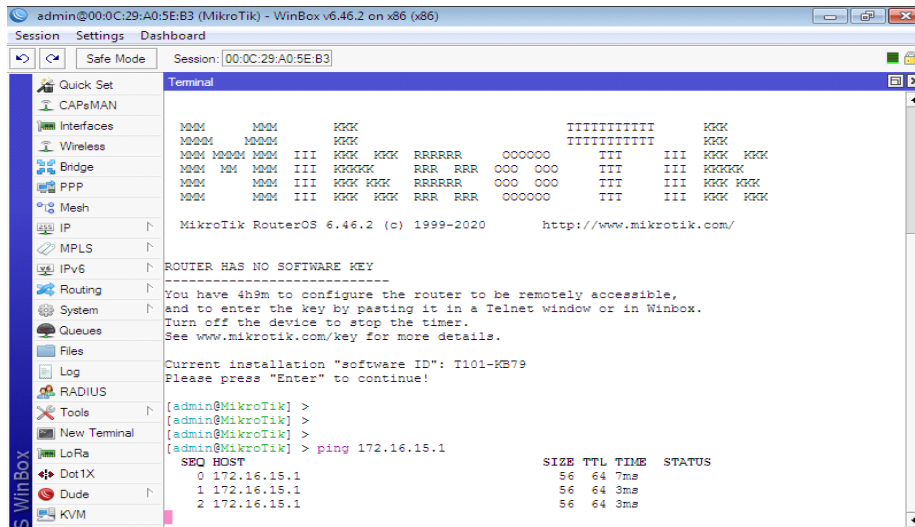 admin@00:0C:29:A0:5E:B3 (MikroTik) - WinBox v6.46.2 on x86 (x86)
Session Settings Dashboard
Safe Mode Session: 00:0C:29:A0:5E:B3
Quick Set
CAPsMAN
Interfaces
Wireless
Bridge
PPP
Mesh
IP
MPLS
IPv6
Routing
System
Queues
Files
Log
RADIUS
Tools
New Terminal
LoRa
Dot1X
Dude
KVM
S WinBox
Terminal
MMM      MMM       KKK                          TTTTTTTTTTT      KKK
MMMM    MMMM       KKK                          TTTTTTTTTTT      KKK
MMM MMMM MMM  III  KKK  KKK  RRRRRR     OOOOOO      TTT     III  KKK  KKK
MMM  MM  MMM  III  KKKKK     RRR  RRR  OOO  OOO     TTT     III  KKKKK
MMM      MMM  III  KKK KKK   RRRRRR    OOO  OOO     TTT     III  KKK KKK
MMM      MMM  III  KKK  KKK  RRR  RRR   OOOOOO      TTT     III  KKK  KKK
MikroTik RouterOS 6.46.2 (c) 1999-2020       http://www.mikrotik.com/
ROUTER HAS NO SOFTWARE KEY
----------------------------
You have 4h9m to configure the router to be remotely accessible,
and to enter the key by pasting it in a Telnet window or in Winbox.
Turn off the device to stop the timer.
See www.mikrotik.com/key for more details.
Current installation "software ID": T101-KB79
Please press "Enter" to continue!
[admin@MikroTik] >
[admin@MikroTik] >
[admin@MikroTik] >
[admin@MikroTik] > ping 172.16.15.1
SEQ HOST SIZE TTL TIME STATUS
0 172.16.15.1 56 64 7ms
1 172.16.15.1 56 64 3ms
2 172.16.15.1 56 64 3ms